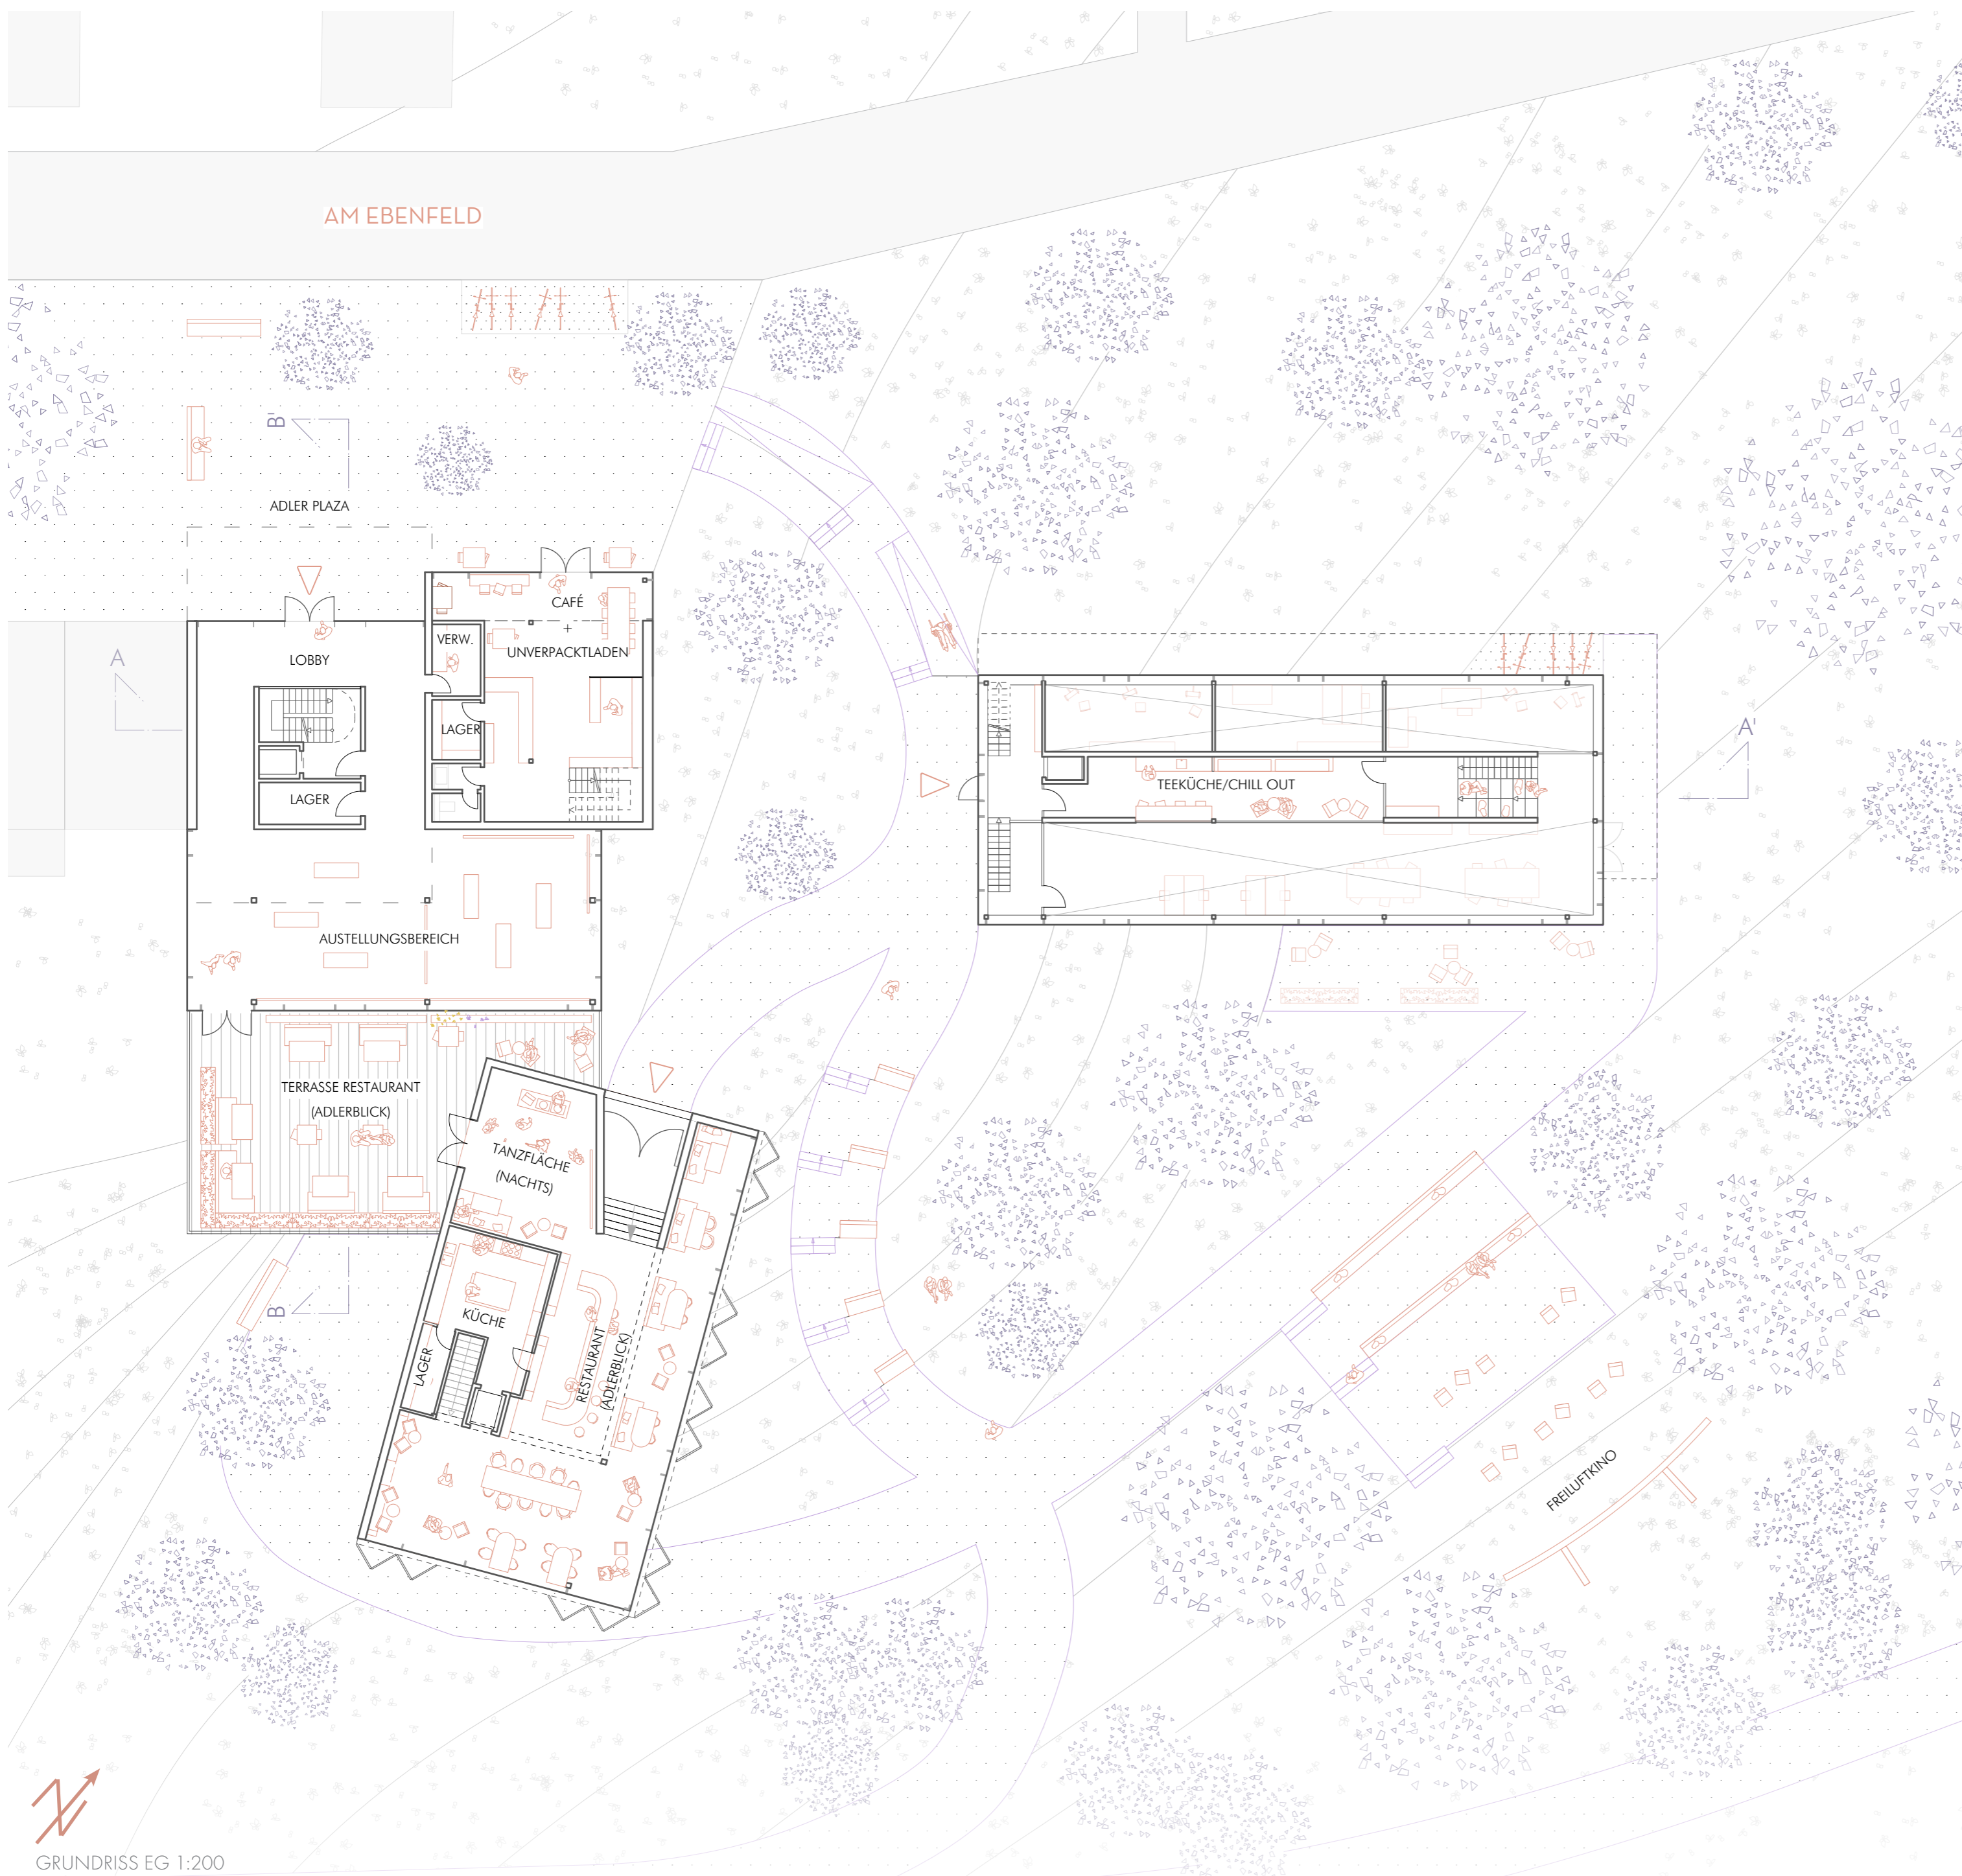 AM EBENFELD
B'
ADLER PLAZA
CAFÉ
+
VERW.
UNVERPACKTLADEN
LOBBY
A
LAGER
A'
TEEKÜCHE/CHILL OUT
LAGER
AUSTELLUNGSBEREICH
TERRASSE RESTAURANT
(ADLERBLICK)
TANZFLÄCHE
(NACHTS)
B
KÜCHE
LAGER
RESTAURANT
(ADLERBLICK)
FREILUFTKINO
N
GRUNDRISS EG 1:200